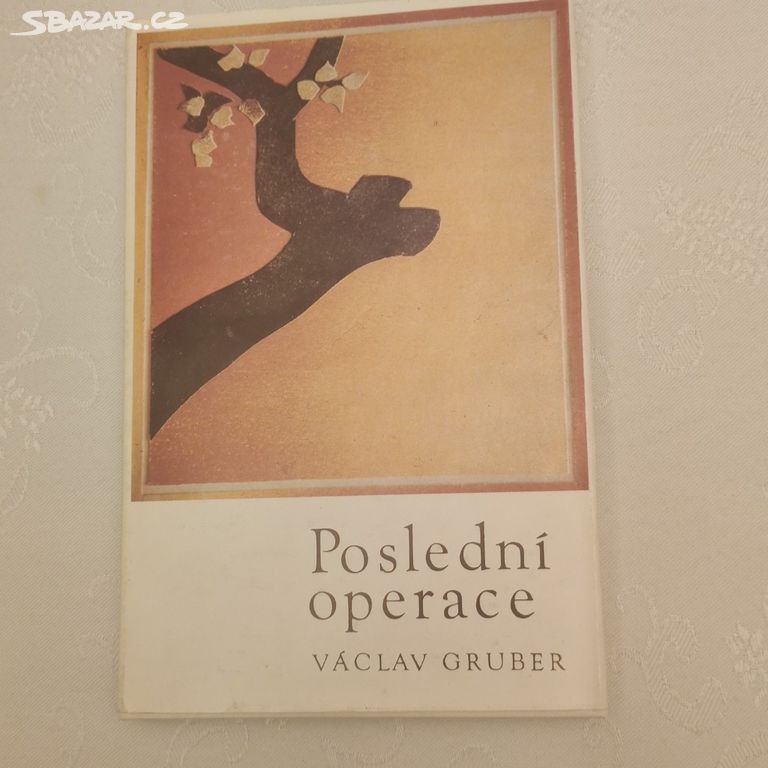 SBAZAR.CZ
Poslední
operace
VÁCLAV GRUBER